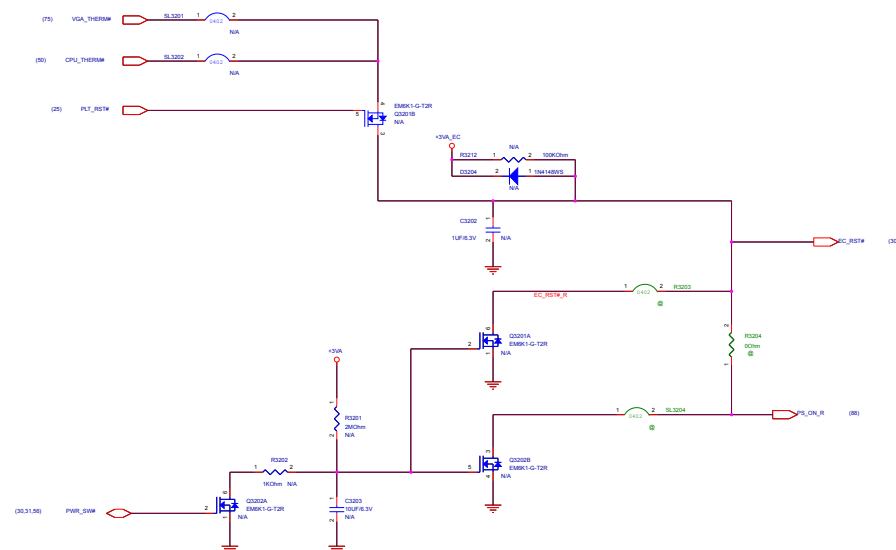 (75) VGA_THERM# SL3201 1 2
0402
N/A
(50) CPU_THERM# SL3202 1 2
0402
N/A
(25) PLT_RST# 5
4
3
EM6K1-G-T2R
Q3201B
N/A
+3VA_EC
N/A
R3212 1 2 100KOhm
D3204 2 1 1N4148WS
N/A
C3202
1UF/6.3V
1
2
N/A
EC_RST# (30
EC_RST#_R
1 2 R3203
0402
@
+3VA
2
6
1
Q3201A
EM6K1-G-T2R
N/A
2
1
R3204
0Ohm
@
1
2
R3201
2MOhm
N/A
1 2 SL3204
0402
@
PS_ON_R (88)
R3202
1 2
1KOhm N/A
5
3
4
Q3202B
EM6K1-G-T2R
N/A
(30,31,56) PWR_SW# 2
6
1
Q3202A
EM6K1-G-T2R
N/A
1
2
C3203
10UF/6.3V
N/A